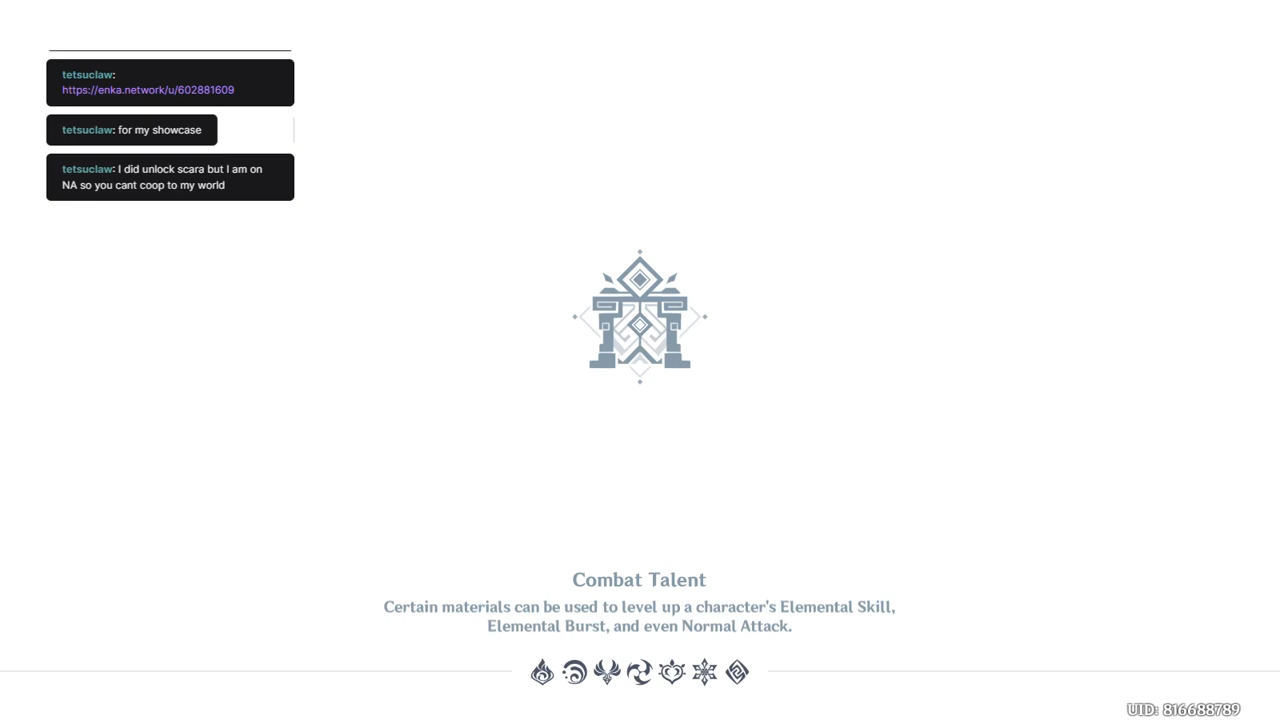 tetsuclaw:
https://enka.network/u/602881609
tetsuclaw: for my showcase
tetsuclaw: I did unlock scara but I am on
NA so you cant coop to my world
Combat Talent
Certain materials can be used to level up a character's Elemental Skill,
Elemental Burst, and even Normal Attack.
UID: 816688789